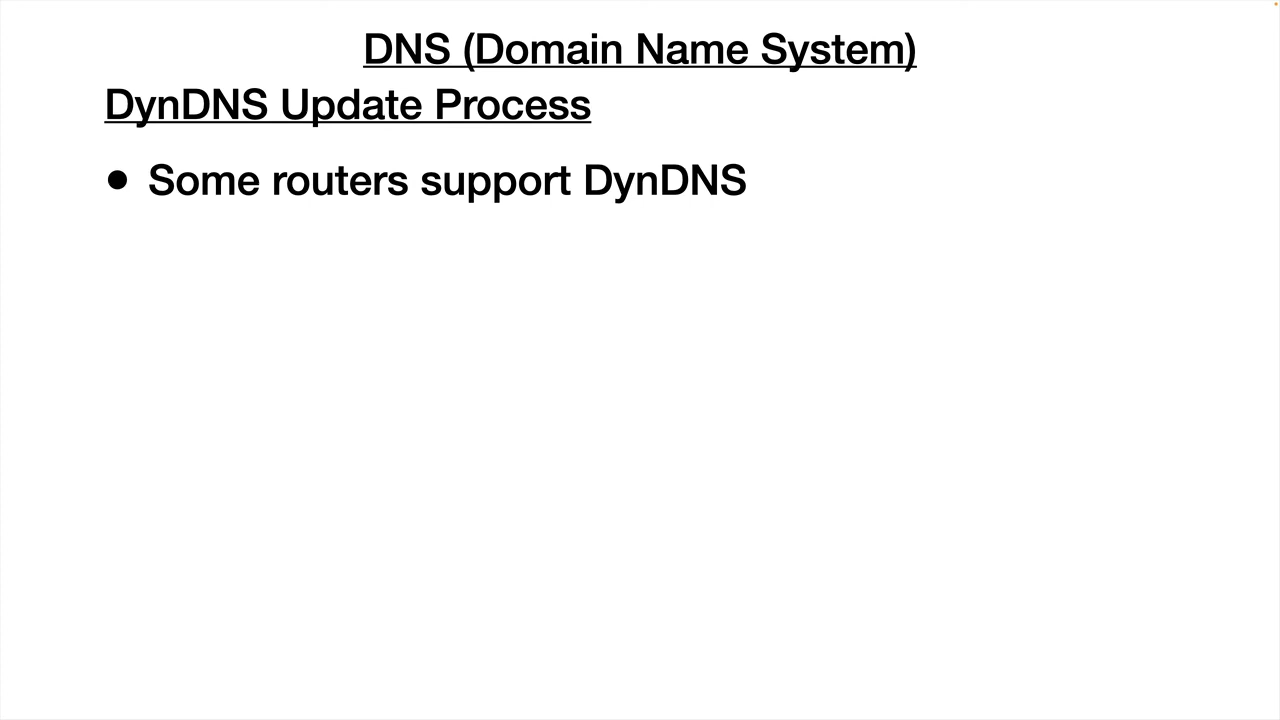 DNS (Domain Name System)
DynDNS Update Process
● Some routers support DynDNS